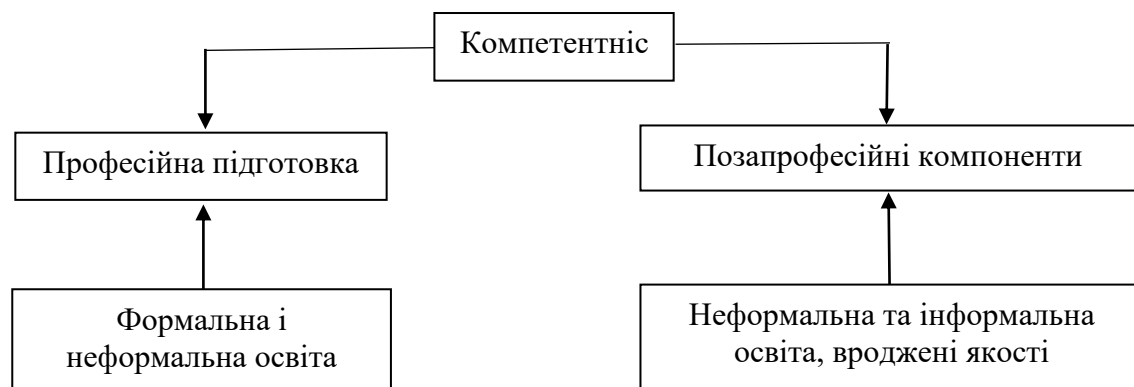 Компетентніс
Професійна підготовка
Позапрофесійні компоненти
Формальна і
неформальна освіта
Неформальна та інформальна
освіта, вроджені якості